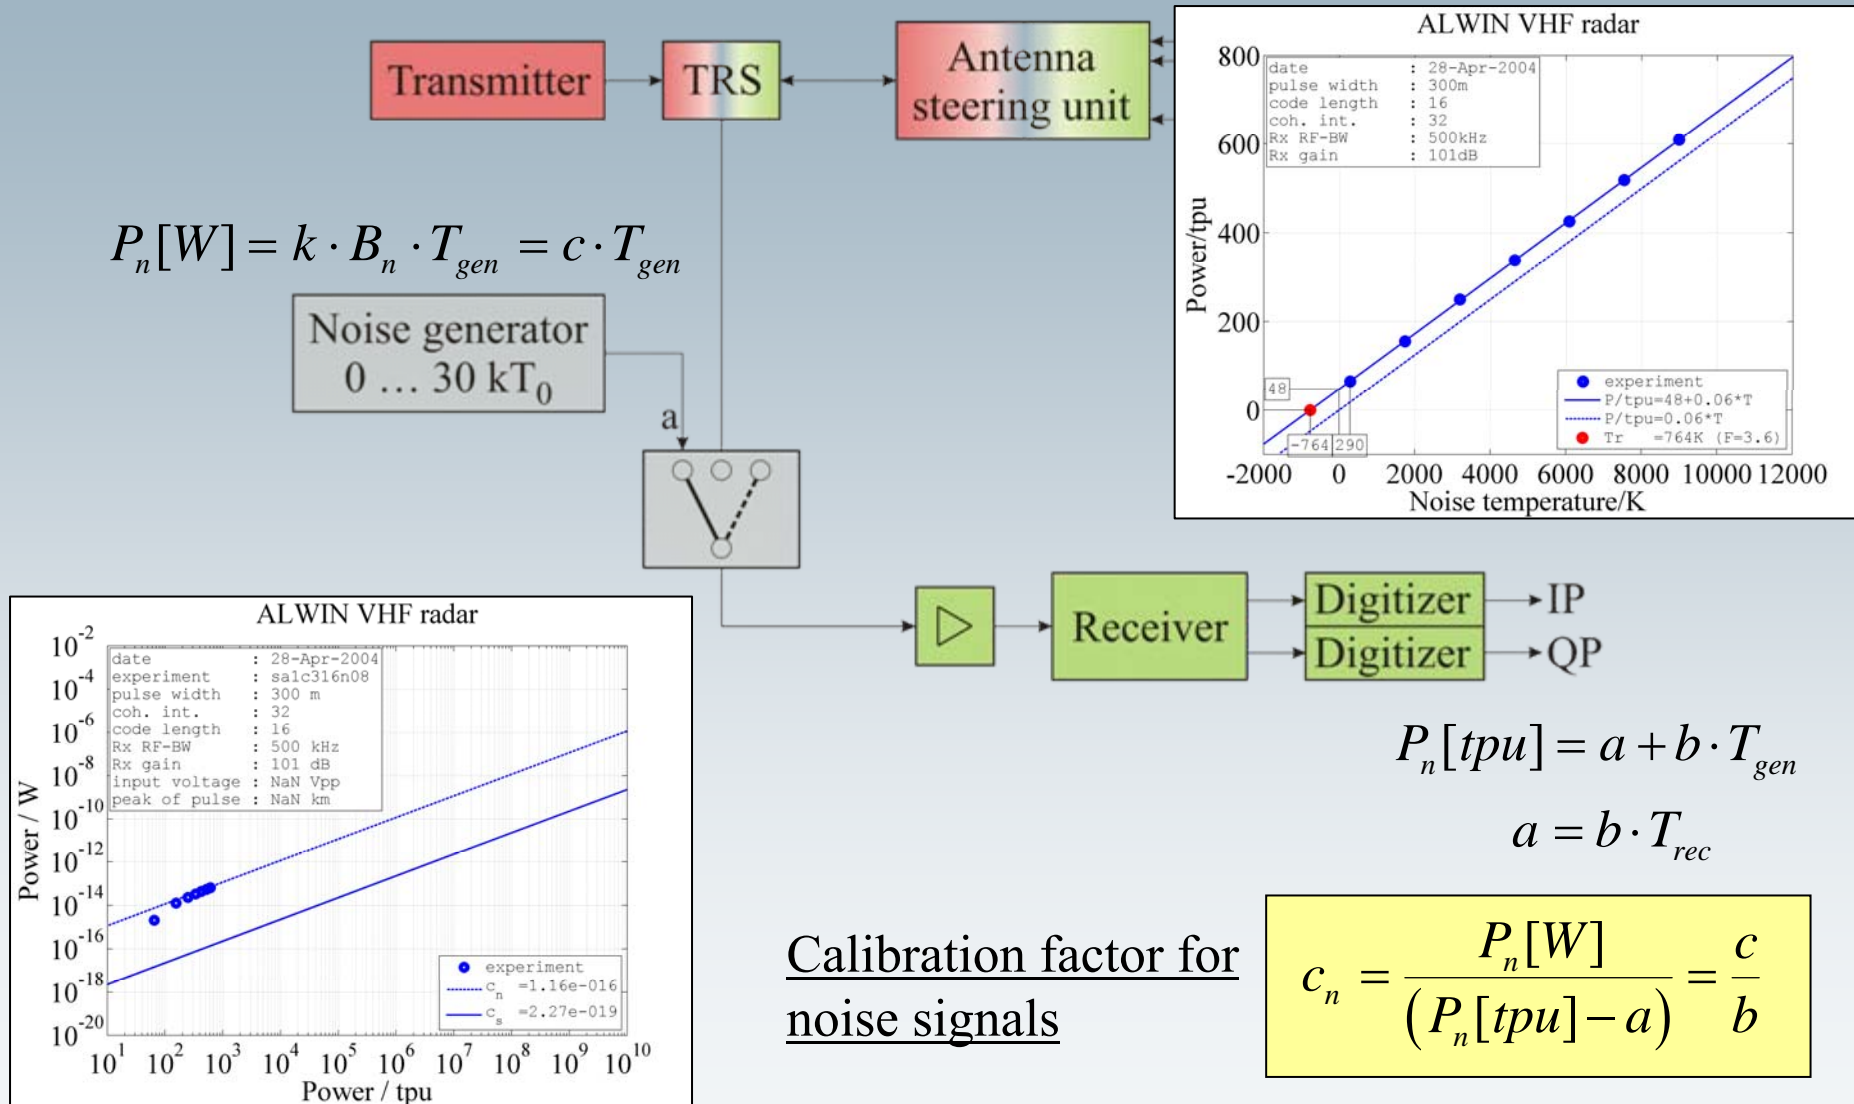 Transmitter
TRS
Antenna
steering unit
P_n[W] = k · B_n · T_gen = c · T_gen
Noise generator
0 … 30 kT_0
a
ALWIN VHF radar
date : 28-Apr-2004
pulse width : 300m
code length : 16
coh. int. : 32
Rx RF-BW : 500kHz
Rx gain : 101dB
Power/tpu
800
600
400
200
0
48
-764 290
experiment
P/tpu=48+0.06*T
P/tpu=0.06*T
Tr =764K (F=3.6)
-2000 0 2000 4000 6000 8000 10000 12000
Noise temperature/K
Receiver
Digitizer
IP
Digitizer
QP
ALWIN VHF radar
date : 28-Apr-2004
experiment : sa1c316n08
pulse width : 300 m
coh. int. : 32
code length : 16
Rx RF-BW : 500 kHz
Rx gain : 101 dB
input voltage : NaN Vpp
peak of pulse : NaN km
Power / W
10^-2
10^-4
10^-6
10^-8
10^-10
10^-12
10^-14
10^-16
10^-18
10^-20
experiment
c_n =1.16e-016
c_s =2.27e-019
10^1 10^2 10^3 10^4 10^5 10^6 10^7 10^8 10^9 10^10
Power / tpu
P_n[tpu] = a + b · T_gen
a = b · T_rec
Calibration factor for
noise signals
c_n = P_n[W] / (P_n[tpu] − a) = c / b